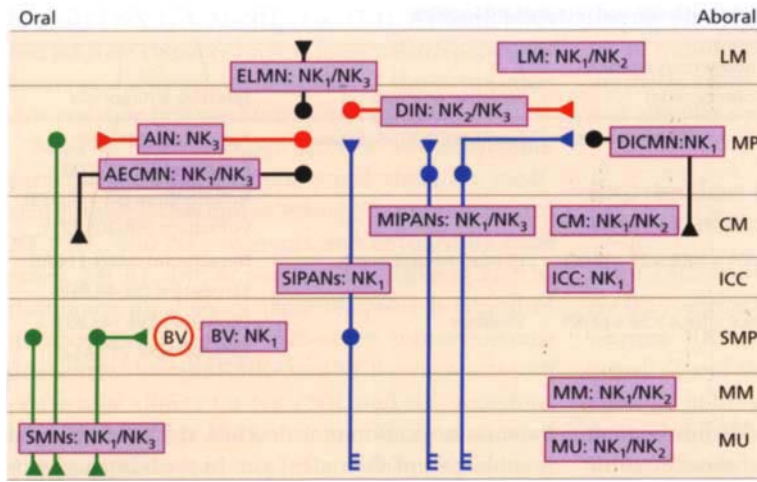 Oral
Aboral
ELMN: NK₁/NK₃
LM: NK₁/NK₂
LM
DIN: NK₂/NK₃
AIN: NK₃
DICMN:NK₁
MP
AECMN: NK₁/NK₃
MIPANs: NK₁/NK₃
CM: NK₁/NK₂
CM
SIPANs: NK₁
ICC: NK₁
ICC
BV
BV: NK₁
SMP
MM: NK₁/NK₂
MM
SMNs: NK₁/NK₃
MU: NK₁/NK₂
MU